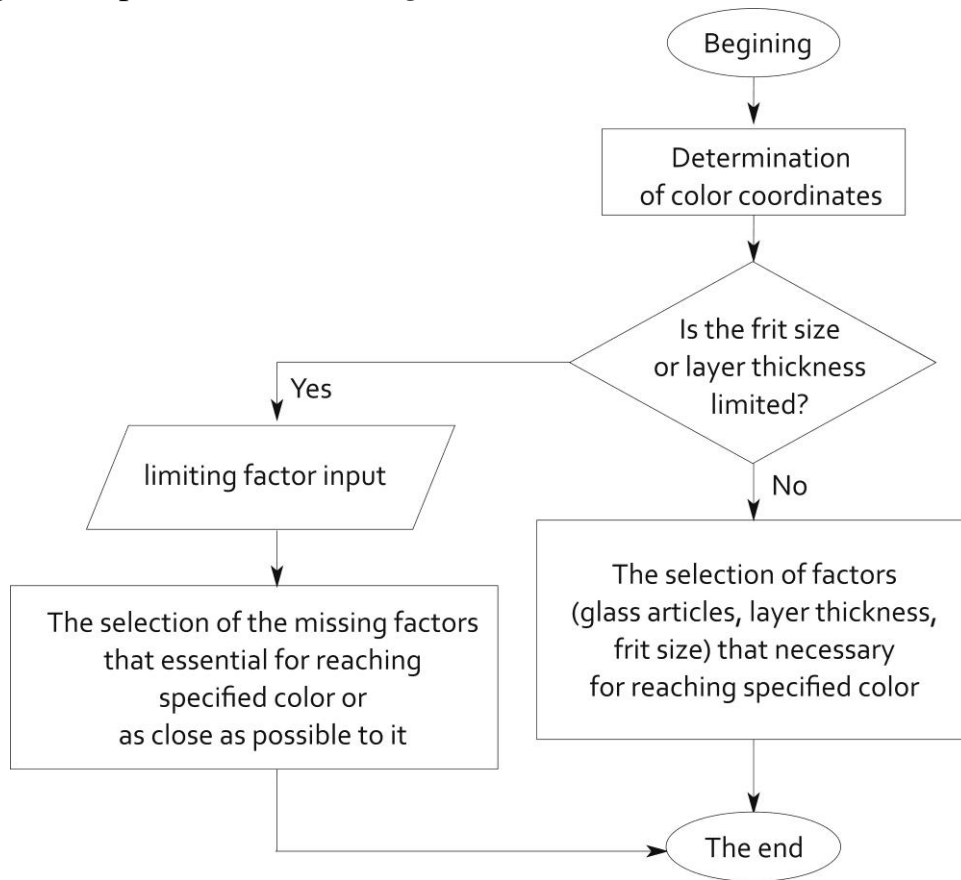 Begining
Determination
of color coordinates
Is the frit size
or layer thickness
limited?
Yes
limiting factor input
The selection of the missing factors
that essential for reaching
specified color or
as close as possible to it
No
The selection of factors
(glass articles, layer thickness,
frit size) that necessary
for reaching specified color
The end